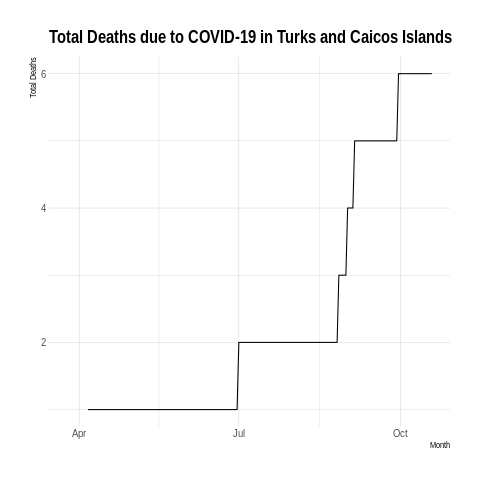 Total Deaths due to COVID-19 in Turks and Caicos Islands
Total Deaths
6
4
2
Apr Jul Oct
Month